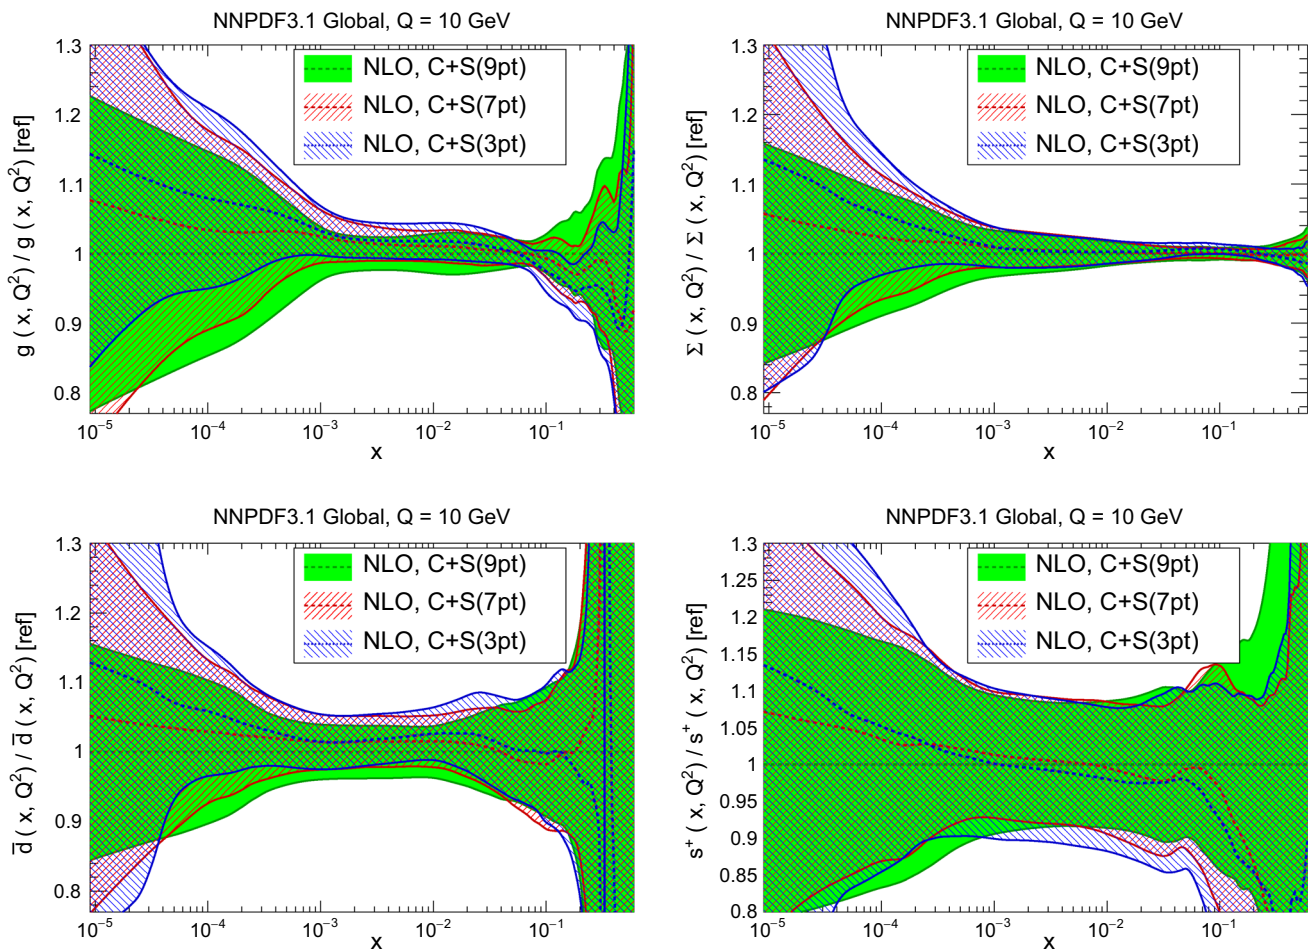 NNPDF3.1 Global, Q = 10 GeV
g ( x, Q²) / g ( x, Q²) [ref]
1.3
1.2
1.1
1
0.9
0.8
NLO, C+S(9pt)
NLO, C+S(7pt)
NLO, C+S(3pt)
10⁻⁵ 10⁻⁴ 10⁻³ 10⁻² 10⁻¹
x
NNPDF3.1 Global, Q = 10 GeV
Σ ( x, Q²) / Σ ( x, Q²) [ref]
1.3
1.2
1.1
1
0.9
0.8
NLO, C+S(9pt)
NLO, C+S(7pt)
NLO, C+S(3pt)
10⁻⁵ 10⁻⁴ 10⁻³ 10⁻² 10⁻¹
x
NNPDF3.1 Global, Q = 10 GeV
d̅ ( x, Q²) / d̅ ( x, Q²) [ref]
1.3
1.2
1.1
1
0.9
0.8
NLO, C+S(9pt)
NLO, C+S(7pt)
NLO, C+S(3pt)
10⁻⁵ 10⁻⁴ 10⁻³ 10⁻² 10⁻¹
x
NNPDF3.1 Global, Q = 10 GeV
s⁺ ( x, Q²) / s⁺ ( x, Q²) [ref]
1.3
1.25
1.2
1.15
1.1
1.05
1
0.95
0.9
0.85
0.8
NLO, C+S(9pt)
NLO, C+S(7pt)
NLO, C+S(3pt)
10⁻⁵ 10⁻⁴ 10⁻³ 10⁻² 10⁻¹
x